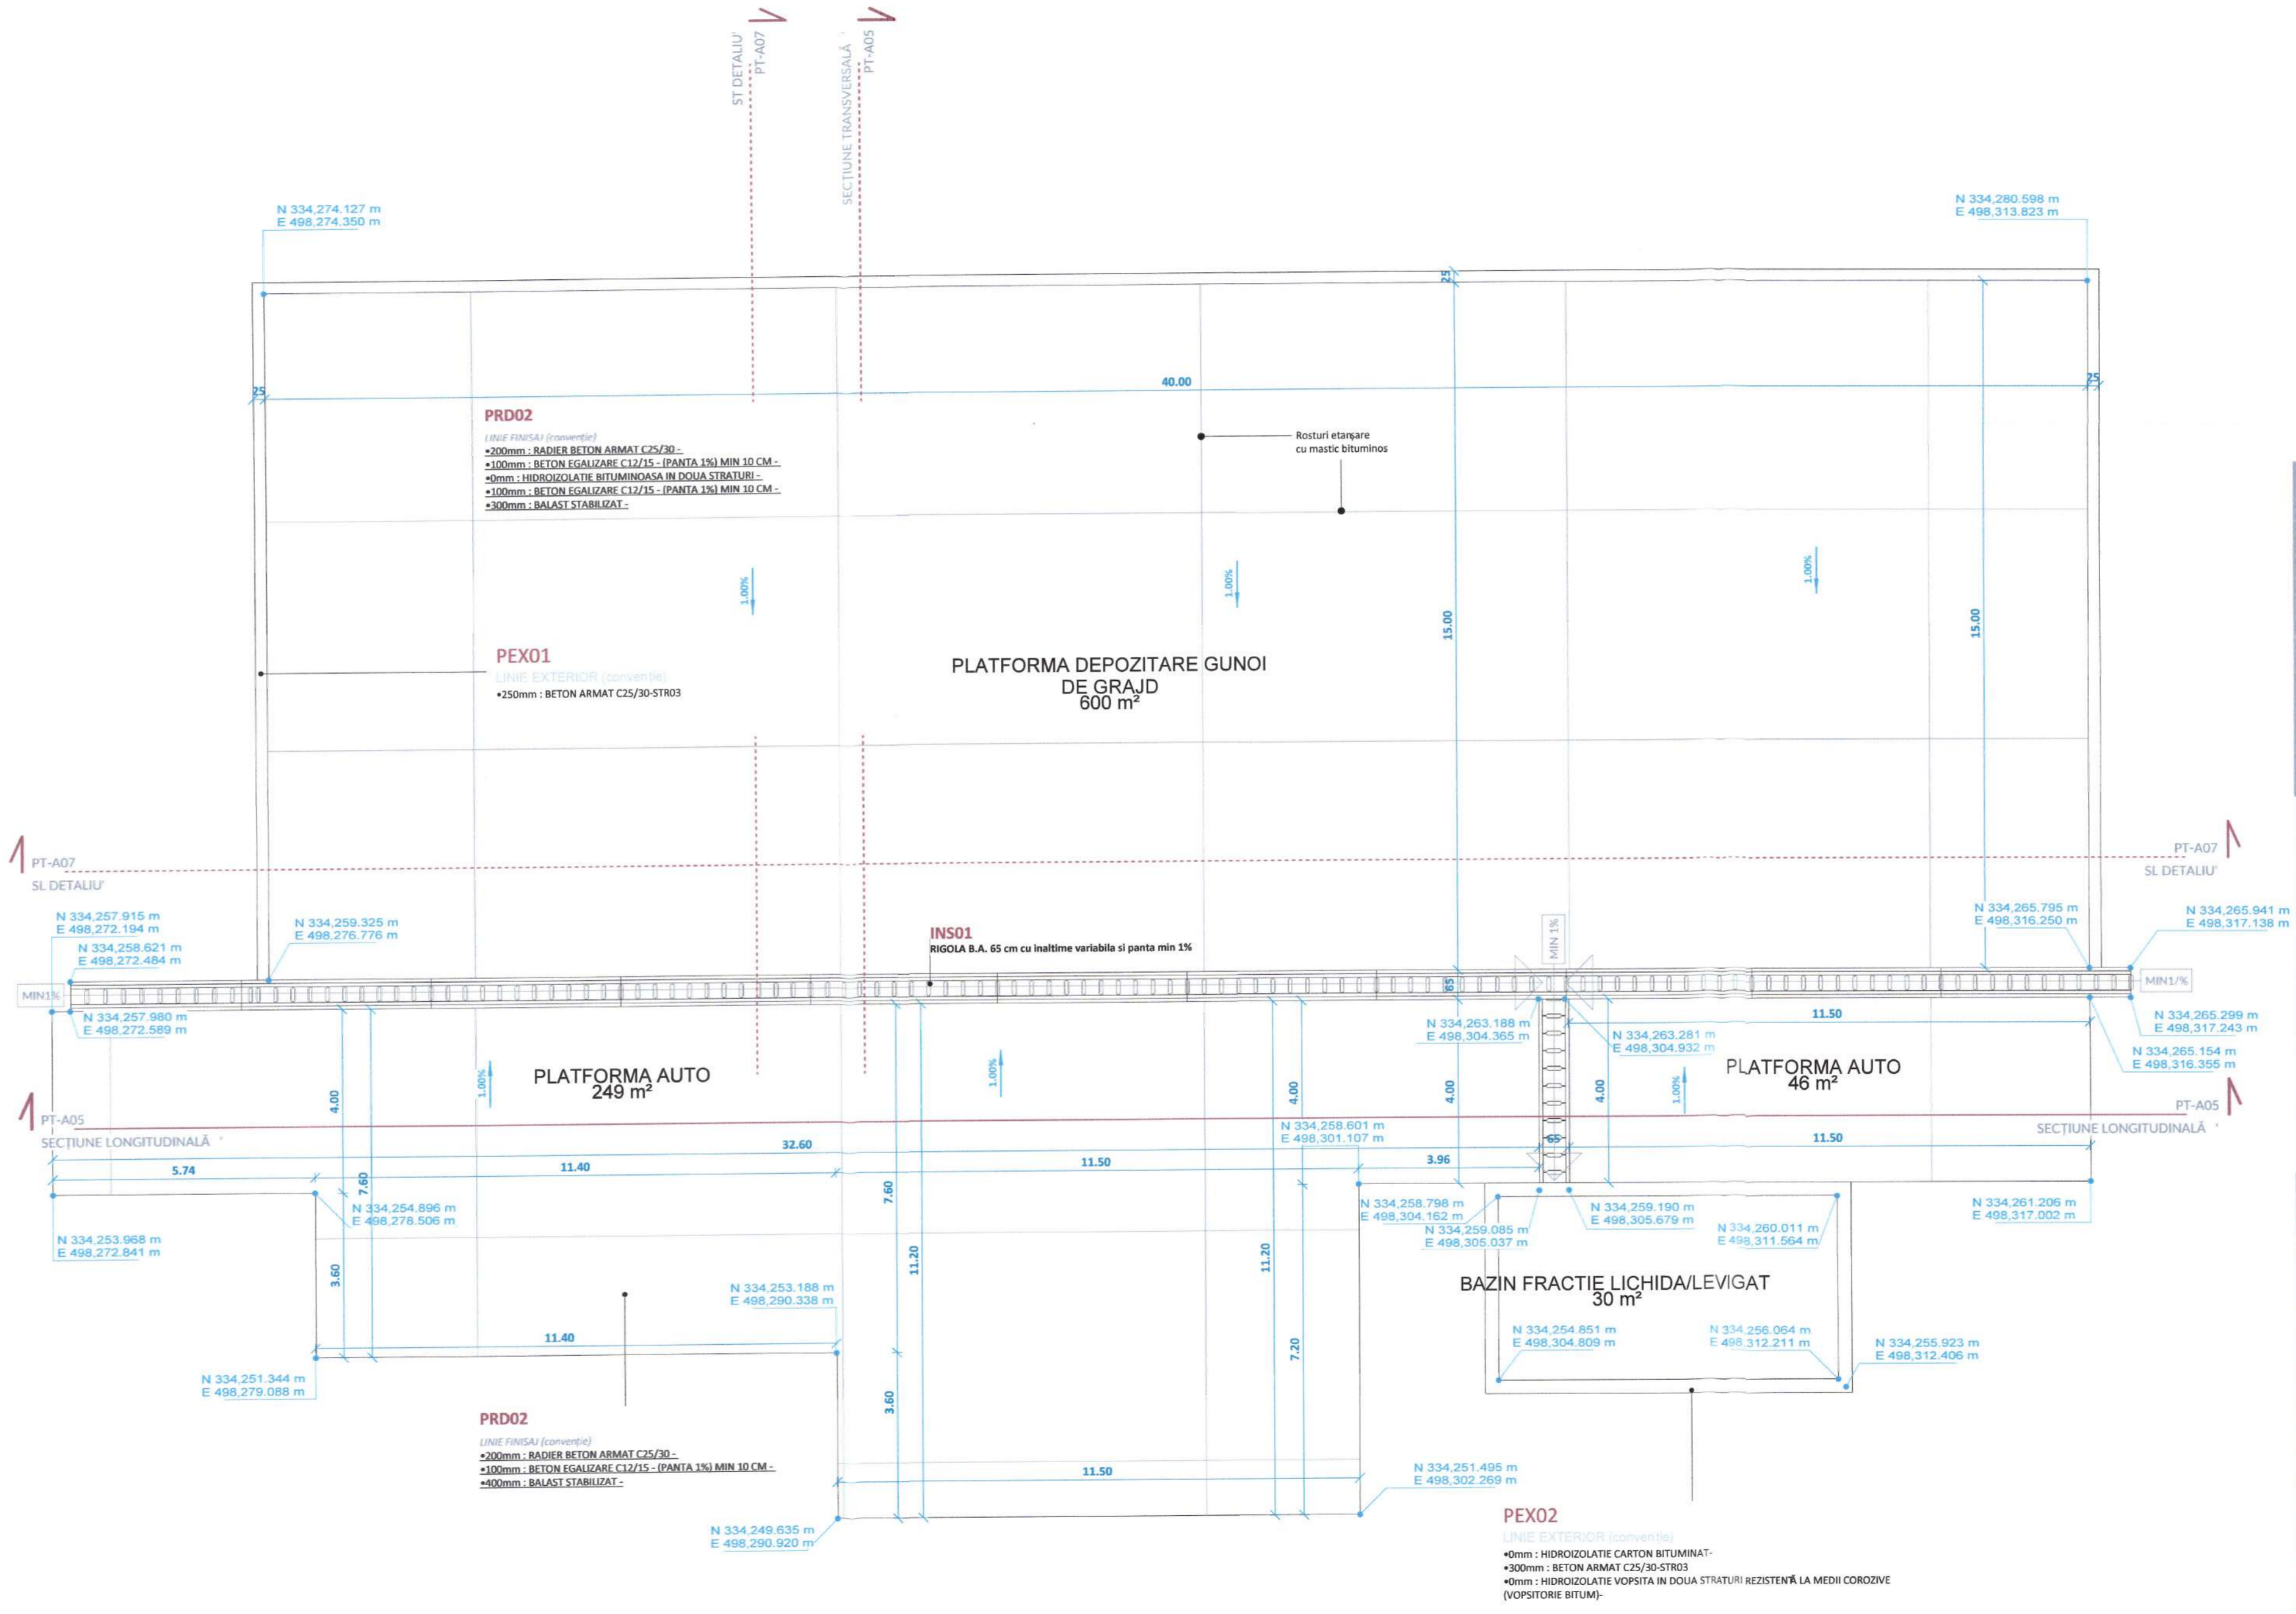 ST DETALIU'
PT-A07
SECȚIUNE TRANSVERSALĂ '
PT-A05
N 334,274.127 m
E 498,274.350 m
N 334,280.598 m
E 498,313.823 m
25
25
40.00
25
PRD02
LINIE FINISAJ (convenție)
•200mm : RADIER BETON ARMAT C25/30 -
•100mm : BETON EGALIZARE C12/15 - (PANTA 1%) MIN 10 CM -
•0mm : HIDROIZOLATIE BITUMINOASA IN DOUA STRATURI -
•100mm : BETON EGALIZARE C12/15 - (PANTA 1%) MIN 10 CM -
•300mm : BALAST STABILIZAT -
Rosturi etanșare
cu mastic bituminos
1.00%
1.00%
1.00%
15.00
15.00
PEX01
LINIE EXTERIOR (convenție)
•250mm : BETON ARMAT C25/30-STR03
PLATFORMA DEPOZITARE GUNOI
DE GRAJD
600 m²
PT-A07
SL DETALIU'
PT-A07
SL DETALIU'
N 334,257.915 m
E 498,272.194 m
N 334,258.621 m
E 498,272.484 m
N 334,259.325 m
E 498,276.776 m
INS01
RIGOLA B.A. 65 cm cu inaltime variabila si panta min 1%
MIN 1%
N 334,265.795 m
E 498,316.250 m
N 334,265.941 m
E 498,317.138 m
MIN1%
65
MIN1/%
N 334,257.980 m
E 498,272.589 m
N 334,263.188 m
E 498,304.365 m
N 334,263.281 m
E 498,304.932 m
11.50
N 334,265.299 m
E 498,317.243 m
N 334,265.154 m
E 498,316.355 m
PLATFORMA AUTO
249 m²
PLATFORMA AUTO
46 m²
1.00%
1.00%
1.00%
4.00
4.00
4.00
4.00
PT-A05
SECȚIUNE LONGITUDINALĂ '
PT-A05
SECȚIUNE LONGITUDINALĂ '
N 334,258.601 m
E 498,301.107 m
32.60
65
11.50
5.74
11.40
11.50
3.96
7.60
7.60
N 334,254.896 m
E 498,278.506 m
N 334,253.968 m
E 498,272.841 m
N 334,258.798 m
E 498,304.162 m
N 334,259.085 m
E 498,305.037 m
N 334,259.190 m
E 498,305.679 m
N 334,260.011 m
E 498,311.564 m
N 334,261.206 m
E 498,317.002 m
3.60
11.20
11.20
N 334,253.188 m
E 498,290.338 m
BAZIN FRACTIE LICHIDA/LEVIGAT
30 m²
11.40
7.20
N 334,254.851 m
E 498,304.809 m
N 334,256.064 m
E 498,312.211 m
N 334,255.923 m
E 498,312.406 m
N 334,251.344 m
E 498,279.088 m
3.60
PRD02
LINIE FINISAJ (convenție)
•200mm : RADIER BETON ARMAT C25/30 -
•100mm : BETON EGALIZARE C12/15 - (PANTA 1%) MIN 10 CM -
•400mm : BALAST STABILIZAT -
11.50
N 334,251.495 m
E 498,302.269 m
N 334,249.635 m
E 498,290.920 m
PEX02
LINIE EXTERIOR (convenție)
•0mm : HIDROIZOLATIE CARTON BITUMINAT-
•300mm : BETON ARMAT C25/30-STR03
•0mm : HIDROIZOLATIE VOPSITA IN DOUA STRATURI REZISTENTĂ LA MEDII COROZIVE
(VOPSITORIE BITUM)-